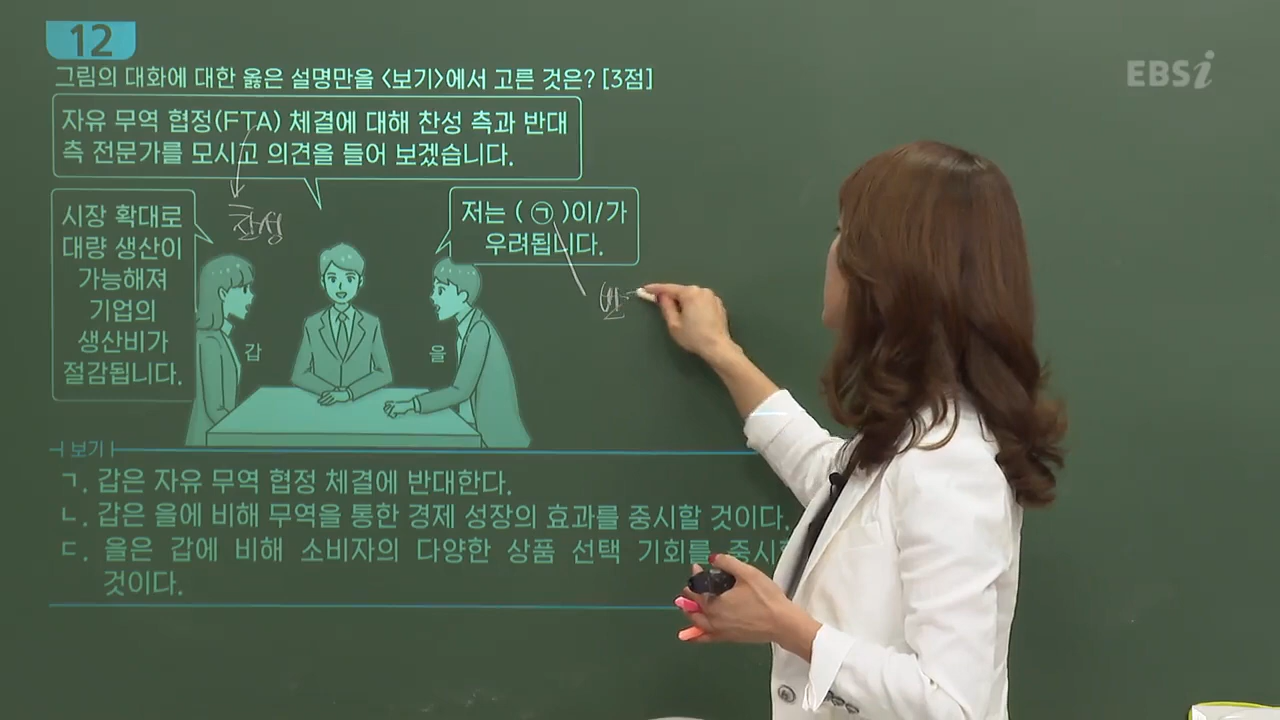 12
EBSi
그림의 대화에 대한 옳은 설명만을 <보기>에서 고른 것은? [3점]
자유 무역 협정(FTA) 체결에 대해 찬성 측과 반대
측 전문가를 모시고 의견을 들어 보겠습니다.
시장 확대로
대량 생산이
가능해져
기업의
생산비가
절감됩니다.
찬성
저는 ( ㉠ )이/가
우려됩니다.
반
갑
을
보기
ㄱ. 갑은 자유 무역 협정 체결에 반대한다.
ㄴ. 갑은 을에 비해 무역을 통한 경제 성장의 효과를 중시할 것이다.
ㄷ. 을은 갑에 비해 소비자의 다양한 상품 선택 기회를 중시
것이다.